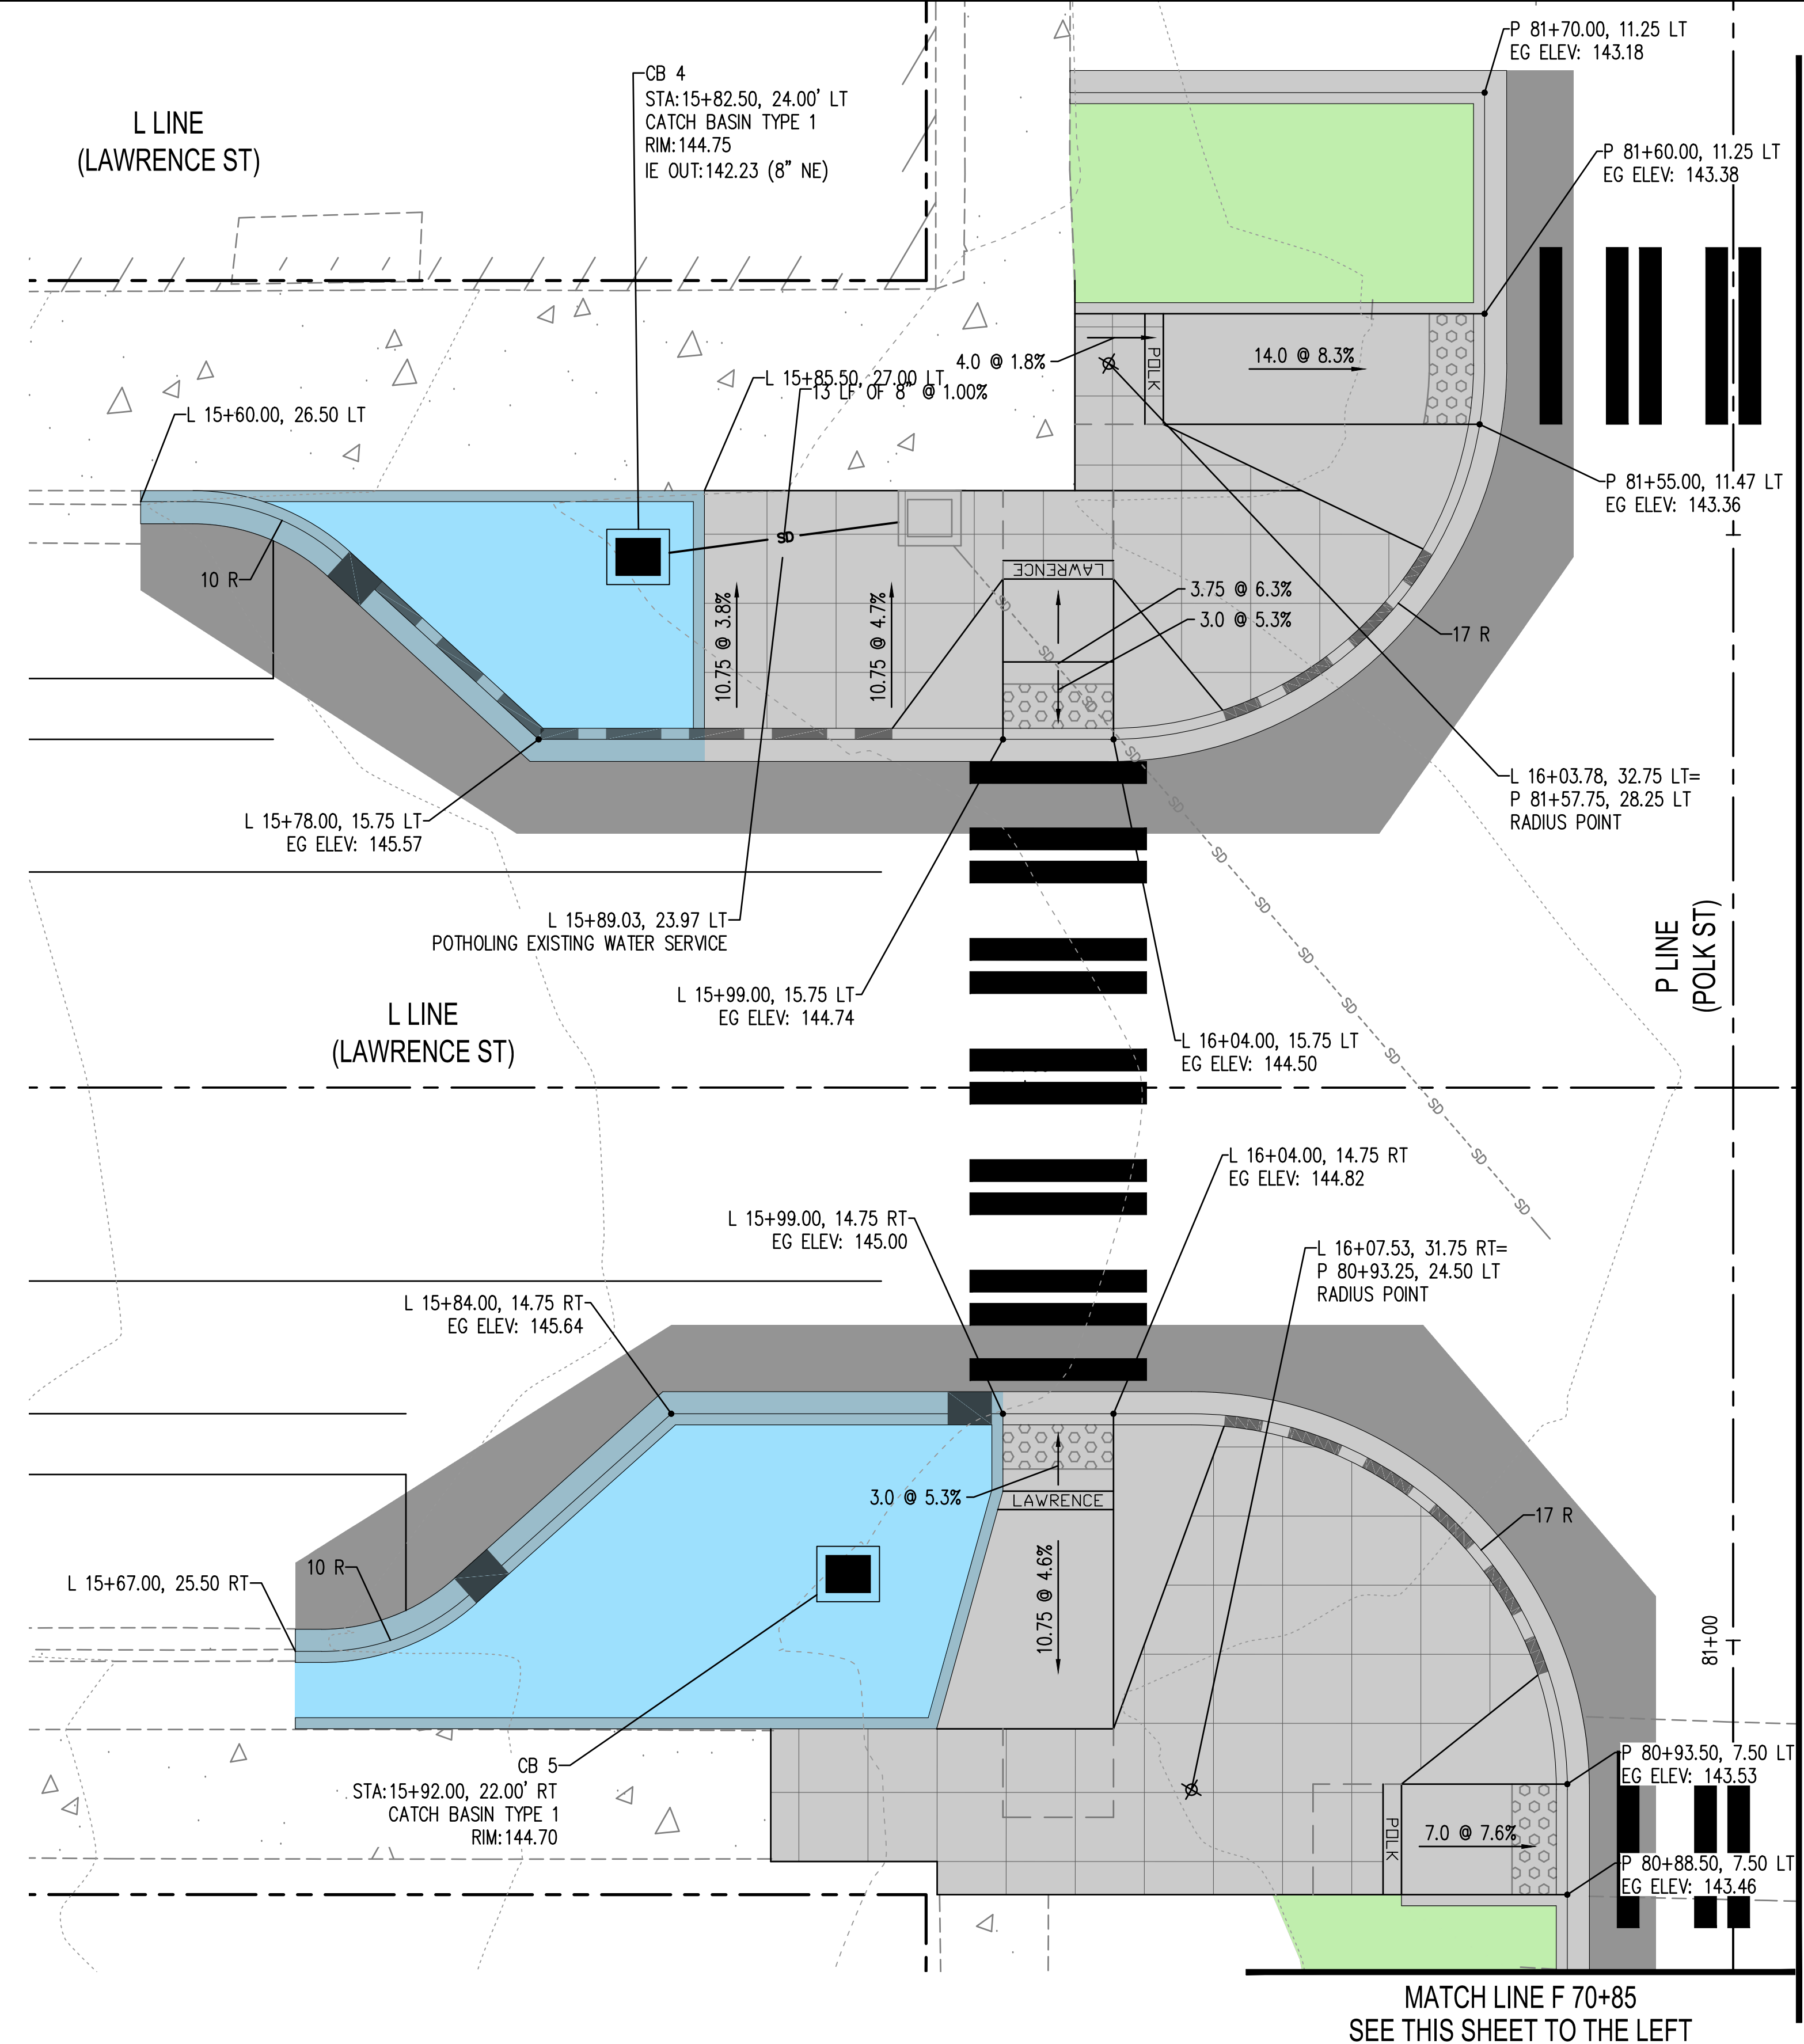 P 81+70.00, 11.25 LT
EG ELEV: 143.18
CB 4
STA:15+82.50, 24.00' LT
CATCH BASIN TYPE 1
RIM:144.75
IE OUT:142.23 (8" NE)
L LINE
(LAWRENCE ST)
P 81+60.00, 11.25 LT
EG ELEV: 143.38
4.0 @ 1.8%
POLK
14.0 @ 8.3%
L 15+85.50, 27.00 LT
13 LF OF 8" @ 1.00%
L 15+60.00, 26.50 LT
P 81+55.00, 11.47 LT
EG ELEV: 143.36
SD
10 R
LAWRENCE
3.75 @ 6.3%
3.0 @ 5.3%
10.75 @ 3.8%
10.75 @ 4.7%
17 R
SD
SD
SD
SD
SD
SD
SD
SD
SD
SD
SD
SD
SD
L 16+03.78, 32.75 LT=
P 81+57.75, 28.25 LT
RADIUS POINT
L 15+78.00, 15.75 LT
EG ELEV: 145.57
L 15+89.03, 23.97 LT
POTHOLING EXISTING WATER SERVICE
L 15+99.00, 15.75 LT
EG ELEV: 144.74
P LINE
(POLK ST)
L LINE
(LAWRENCE ST)
L 16+04.00, 15.75 LT
EG ELEV: 144.50
L 16+04.00, 14.75 RT
EG ELEV: 144.82
L 15+99.00, 14.75 RT
EG ELEV: 145.00
L 16+07.53, 31.75 RT=
P 80+93.25, 24.50 LT
RADIUS POINT
L 15+84.00, 14.75 RT
EG ELEV: 145.64
3.0 @ 5.3%
LAWRENCE
17 R
10 R
L 15+67.00, 25.50 RT
10.75 @ 4.6%
81+00
CB 5
STA:15+92.00, 22.00' RT
CATCH BASIN TYPE 1
RIM:144.70
P 80+93.50, 7.50 LT
EG ELEV: 143.53
POLK
7.0 @ 7.6%
P 80+88.50, 7.50 LT
EG ELEV: 143.46
MATCH LINE F 70+85
SEE THIS SHEET TO THE LEFT